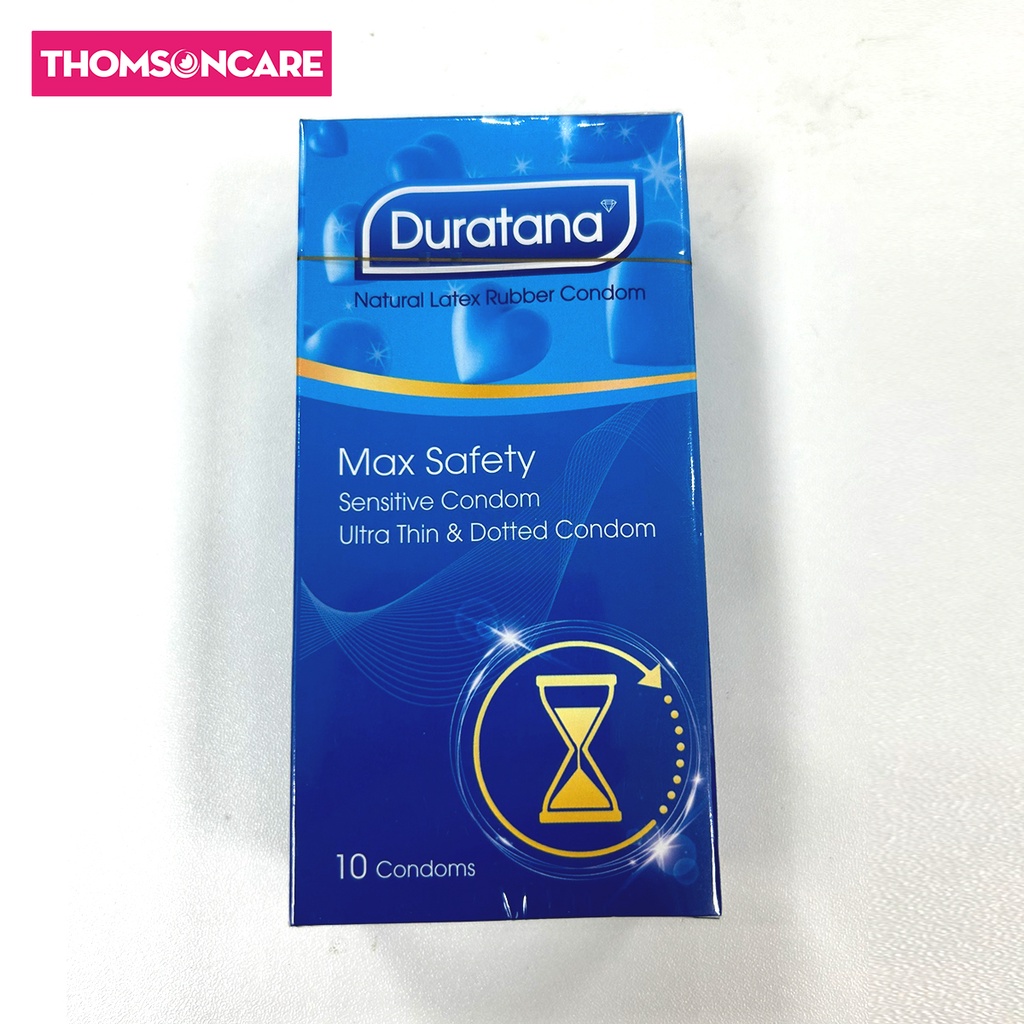 THOMSONCARE
Duratana
Natural Latex Rubber Condom
Max Safety
Sensitive Condom
Ultra Thin & Dotted Condom
10 Condoms